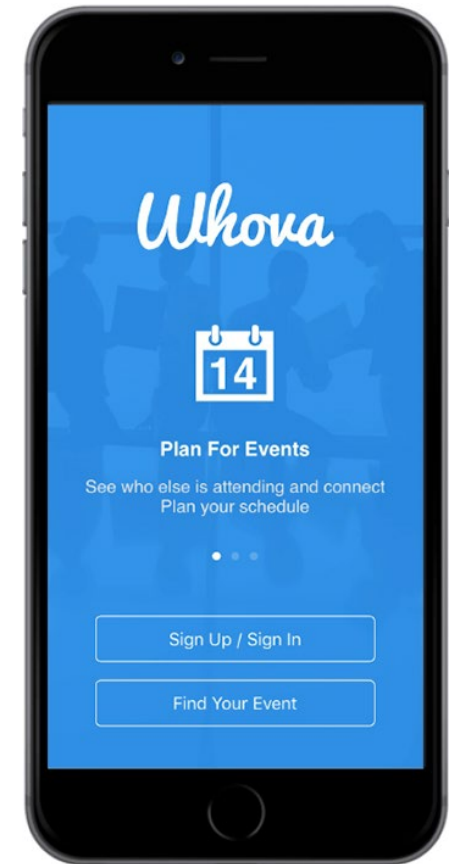 Whova
14
Plan For Events
See who else is attending and connect
Plan your schedule
Sign Up / Sign In
Find Your Event